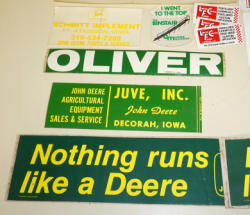 SCHMITT IMPLEMENT
I WENT
TO THE TOP
OLIVER
JOHN DEERE
AGRICULTURAL
EQUIPMENT
SALES & SERVICE
JUVE, INC.
John Deere
DECORAH, IOWA
Nothing runs
like a Deere